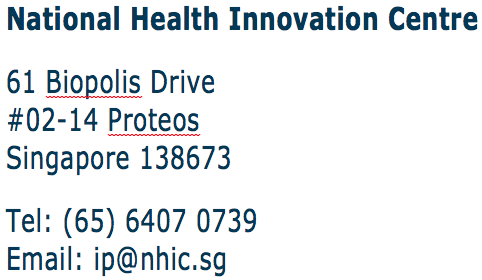 National Health Innovation Centre
61 Biopolis Drive
#02-14 Proteos
Singapore 138673
Tel: (65) 6407 0739
Email: ip@nhic.sg